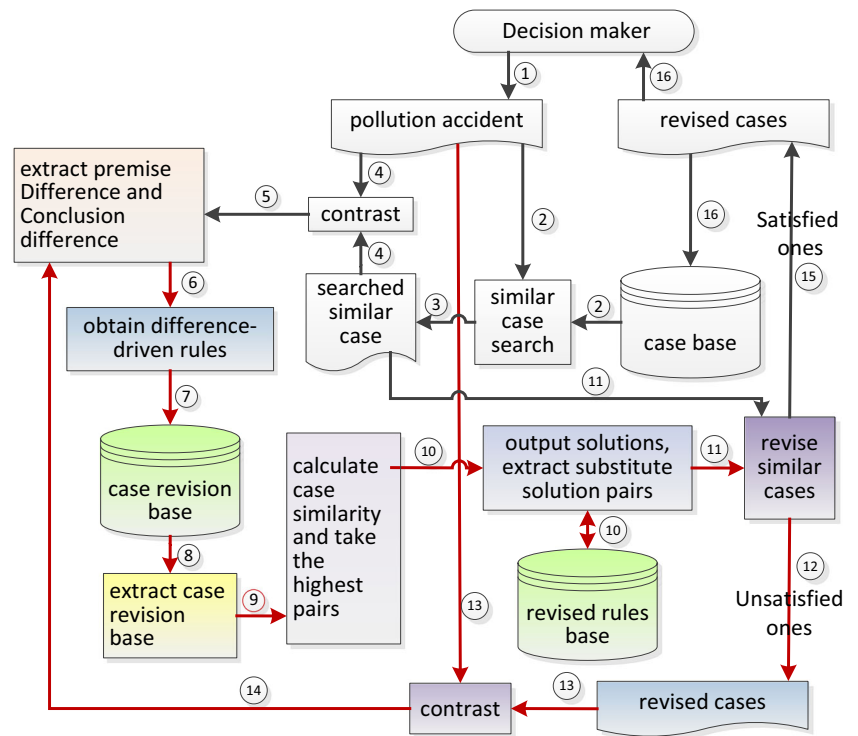 Decision maker
1
16
pollution accident
revised cases
extract premise
Difference and
Conclusion
difference
4
5
contrast
2
16
Satisfied
ones
4
15
6
searched
similar
case
3
similar
case
search
2
case base
obtain difference-
driven rules
11
7
case revision
base
calculate
case
similarity
and take
the
highest
pairs
10
output solutions,
extract substitute
solution pairs
11
revise
similar
cases
8
10
12
extract case
revision
base
9
13
revised rules
base
Unsatisfied
ones
14
contrast
13
revised cases